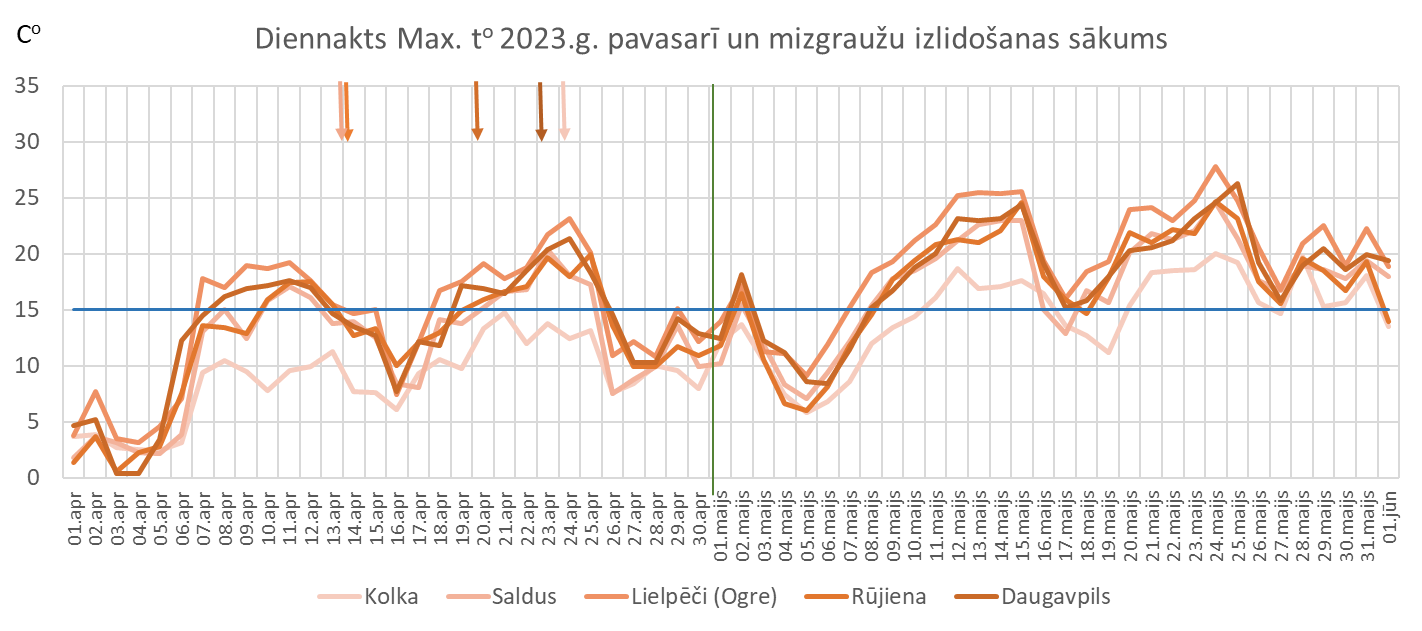 Cº
Diennakts Max. tº 2023.g. pavasarī un mizgraužu izlidošanas sākums
35
30
25
20
15
10
5
0
01.apr
02.apr
03.apr
04.apr
05.apr
06.apr
07.apr
08.apr
09.apr
10.apr
11.apr
12.apr
13.apr
14.apr
15.apr
16.apr
17.apr
18.apr
19.apr
20.apr
21.apr
22.apr
23.apr
24.apr
25.apr
26.apr
27.apr
28.apr
29.apr
30.apr
01.maijs
02.maijs
03.maijs
04.maijs
05.maijs
06.maijs
07.maijs
08.maijs
09.maijs
10.maijs
11.maijs
12.maijs
13.maijs
14.maijs
15.maijs
16.maijs
17.maijs
18.maijs
19.maijs
20.maijs
21.maijs
22.maijs
23.maijs
24.maijs
25.maijs
26.maijs
27.maijs
28.maijs
29.maijs
30.maijs
31.maijs
01.jūn
Kolka
Saldus
Lielpēči (Ogre)
Rūjiena
Daugavpils